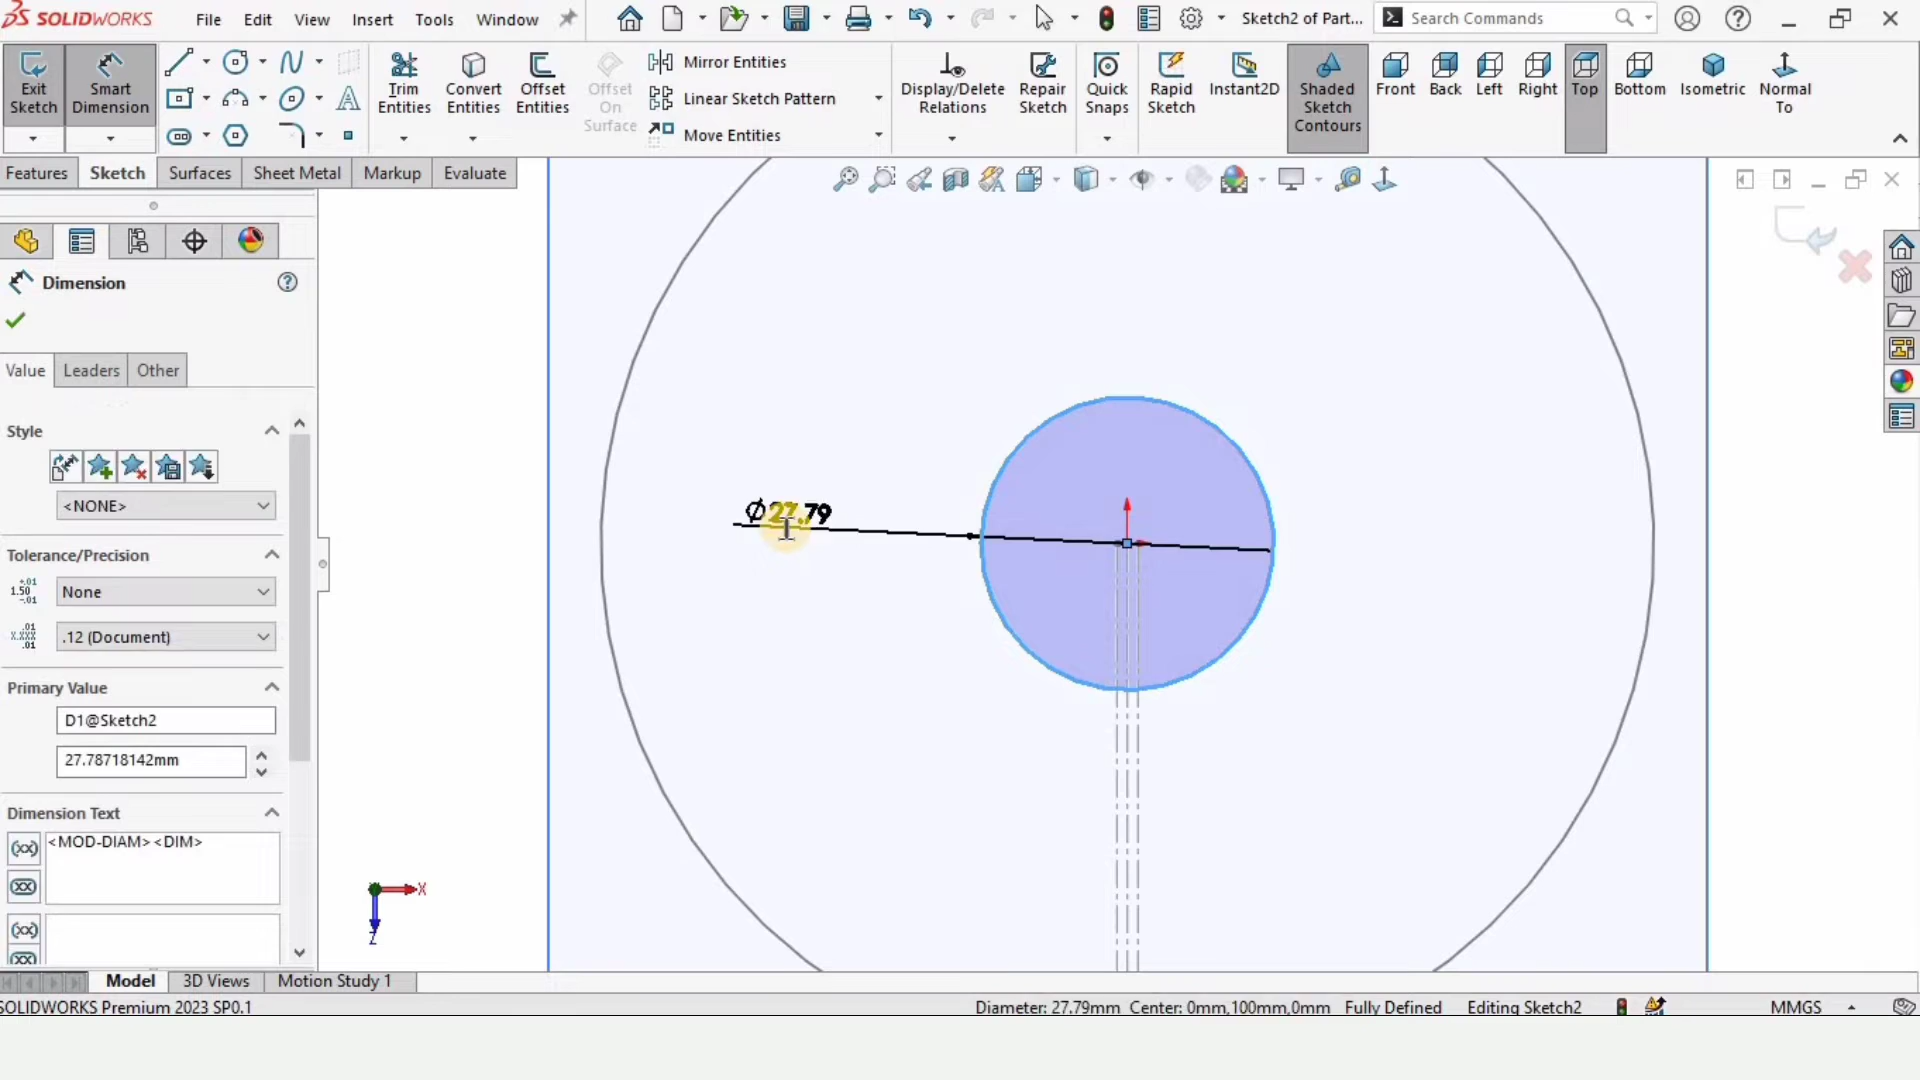 SOLIDWORKS
File Edit View Insert Tools Window
Sketch2 of Part...
Search Commands
Exit Sketch
Smart Dimension
Trim Entities
Convert Entities
Offset Entities
Offset On Surface
Mirror Entities
Linear Sketch Pattern
Move Entities
Display/Delete Relations
Repair Sketch
Quick Snaps
Rapid Sketch
Instant2D
Shaded Sketch Contours
Front
Back
Left
Right
Top
Bottom
Isometric
Normal To
Features Sketch Surfaces Sheet Metal Markup Evaluate
Dimension
Value Leaders Other
Style
<NONE>
Tolerance/Precision
None
.12 (Document)
Primary Value
D1@Sketch2
27.78718142mm
Dimension Text
<MOD-DIAM><DIM>
Ø27.79
X
Z
Model 3D Views Motion Study 1
SOLIDWORKS Premium 2023 SP0.1
Diameter: 27.79mm Center: 0mm,100mm,0mm Fully Defined Editing Sketch2 MMGS